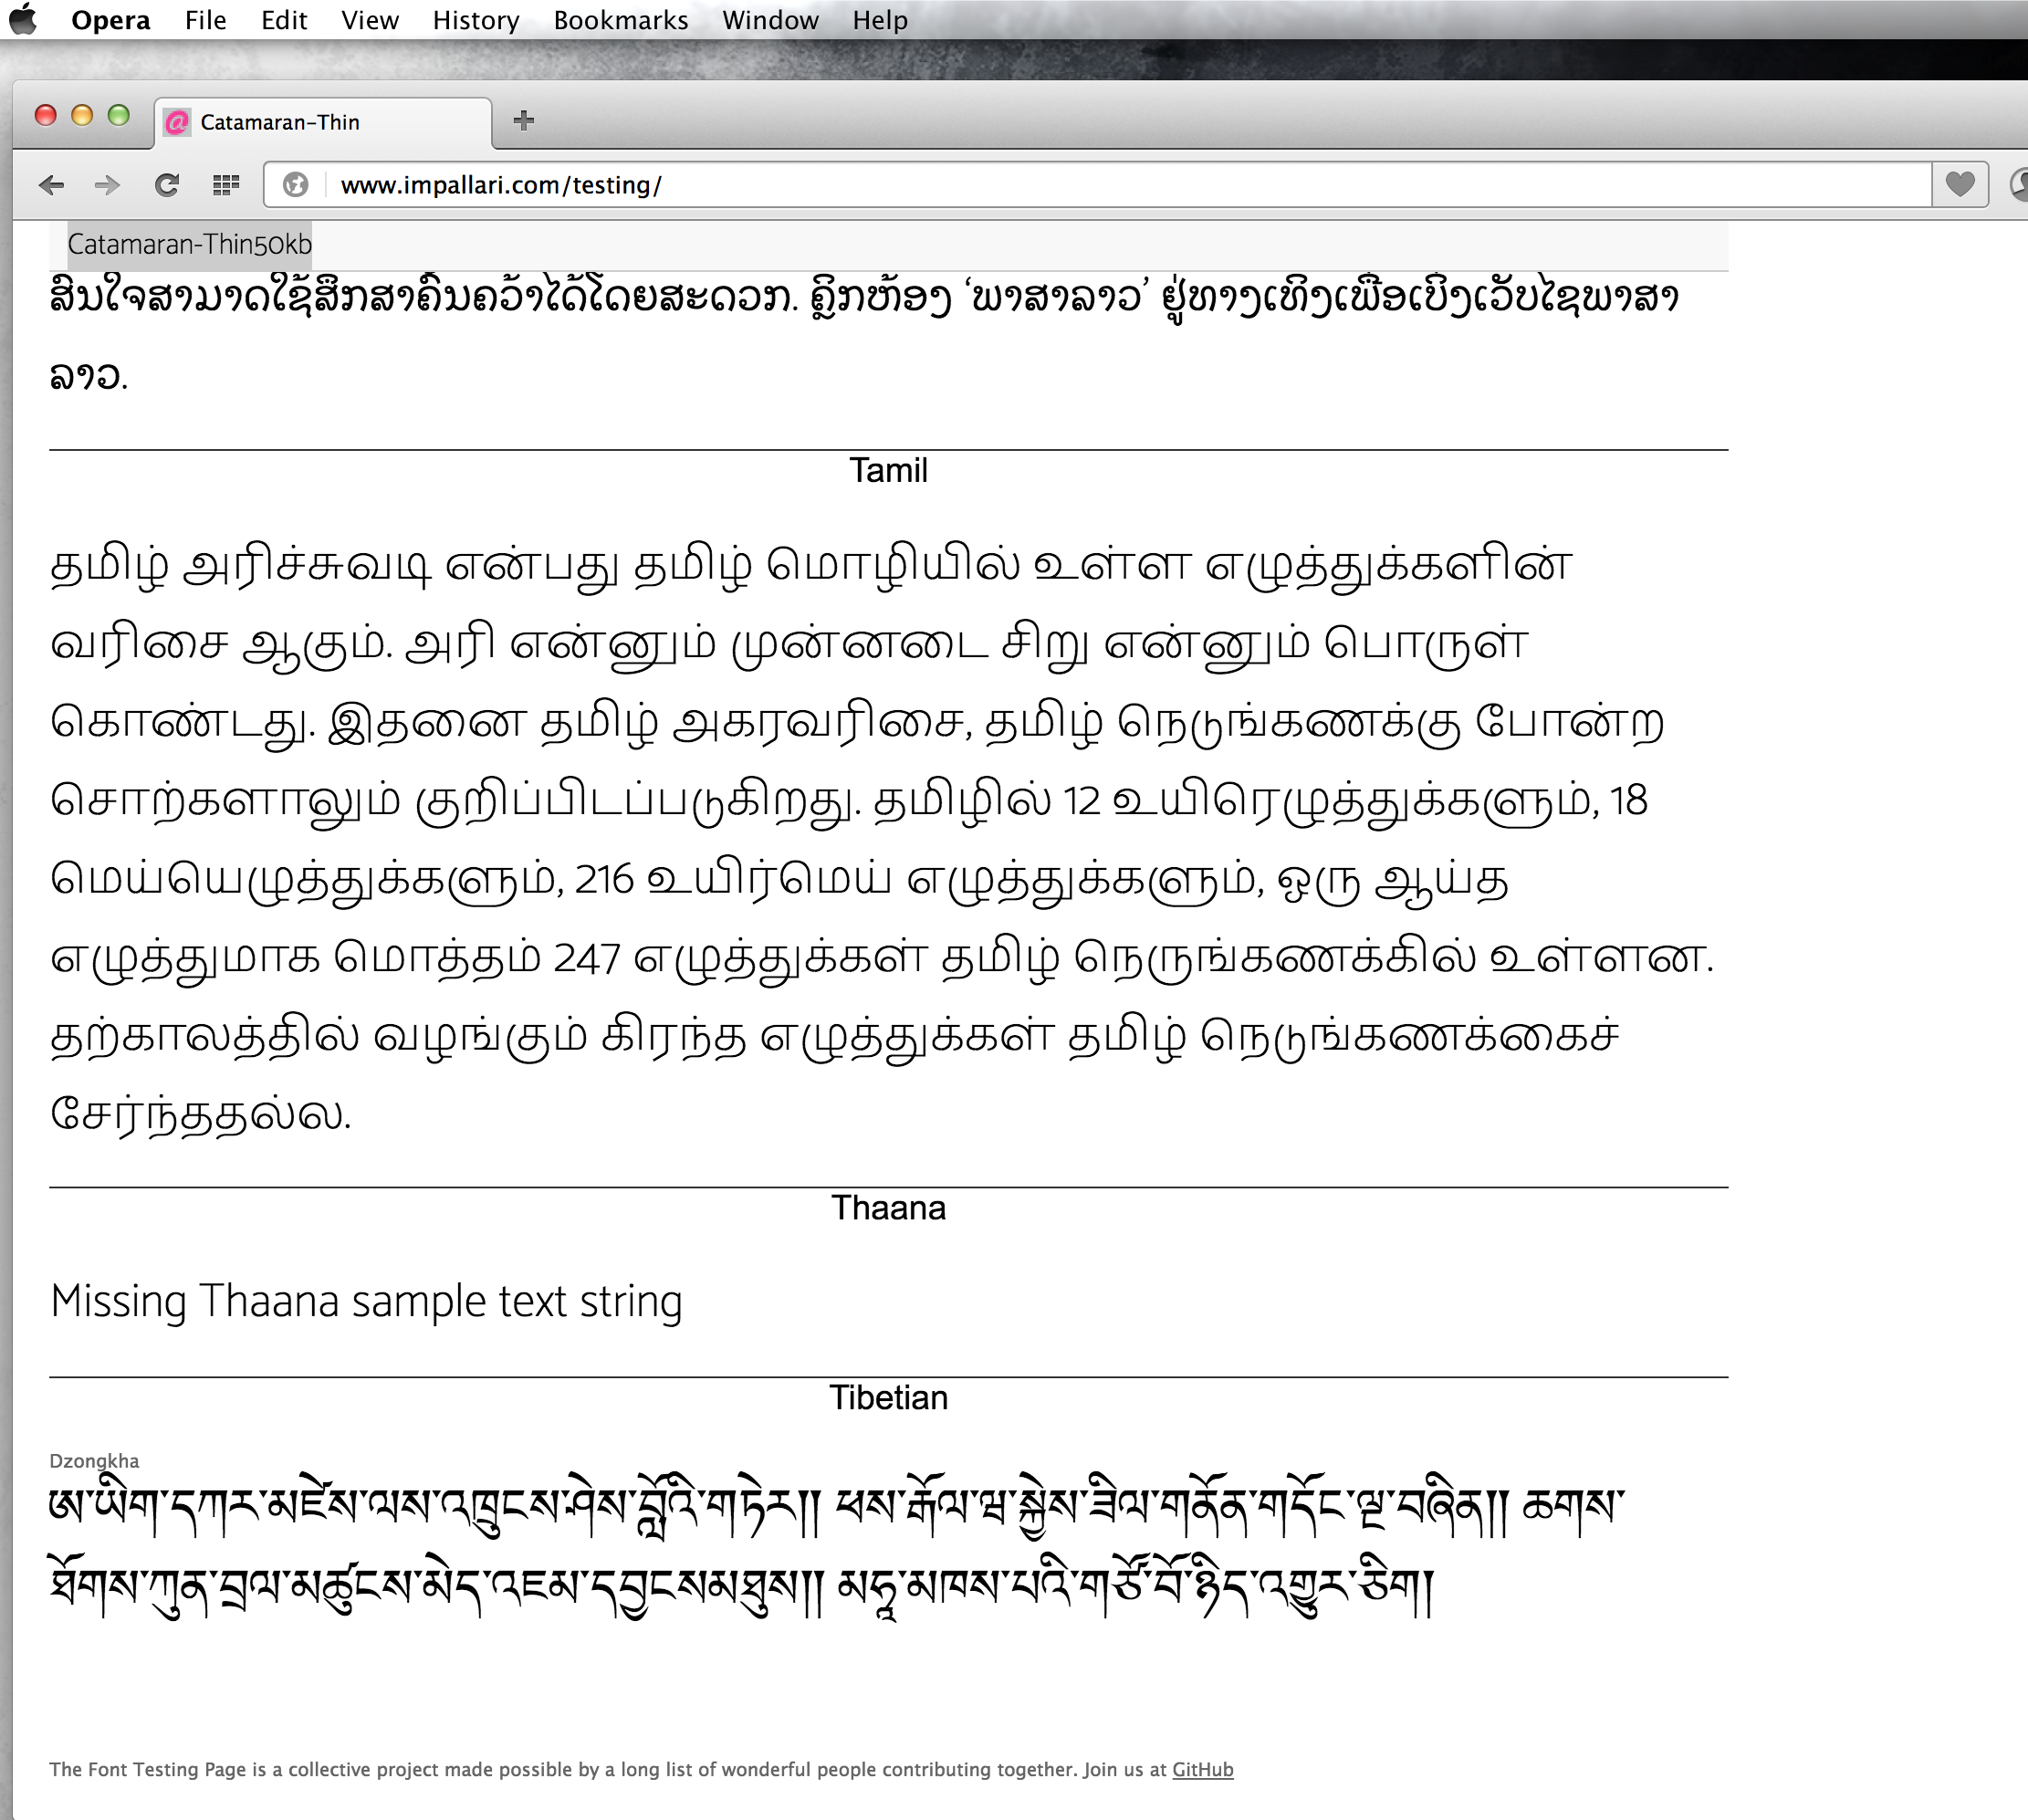 Opera File Edit View History Bookmarks Window Help
Catamaran-Thin
www.impallari.com/testing/
Catamaran-Thin50kb
ສົນໃຈສາມາດໃຊ້ສຶກສາຄົ້ນຄວ້າໄດ້ໂດຍສະດວກ. ຄຼິກຫ້ອງ ‘ພາສາລາວ’ ຢູ່ທາງເທິງເພື່ອເບິ່ງເວັບໄຊພາສາ
ລາວ.
Tamil
தமிழ் அரிச்சுவடி என்பது தமிழ் மொழியில் உள்ள எழுத்துக்களின்
வரிசை ஆகும். அரி என்னும் முன்னடை சிறு என்னும் பொருள்
கொண்டது. இதனை தமிழ் அகரவரிசை, தமிழ் நெடுங்கணக்கு போன்ற
சொற்களாலும் குறிப்பிடப்படுகிறது. தமிழில் 12 உயிரெழுத்துக்களும், 18
மெய்யெழுத்துக்களும், 216 உயிர்மெய் எழுத்துக்களும், ஒரு ஆய்த
எழுத்துமாக மொத்தம் 247 எழுத்துக்கள் தமிழ் நெருங்கணக்கில் உள்ளன.
தற்காலத்தில் வழங்கும் கிரந்த எழுத்துக்கள் தமிழ் நெடுங்கணக்கைச்
சேர்ந்ததல்ல.
Thaana
Missing Thaana sample text string
Tibetian
Dzongkha
ཨ་ཡིག་དཀར་མཛེས་ལས་འཁྲུངས་ཤེས་བློའི་གཏེར།། ཕས་རྒོལ་ཝ་སྐྱེས་ཟིལ་གནོན་གདོང་ལྔ་བཞིན།། ཆགས་
ཐོགས་ཀུན་བྲལ་མཚུངས་མེད་འཇམ་དབྱངསམཐུས།། མཧཱ་མཁས་པའི་གཙོ་བོ་ཉིད་འགྱུར་ཅིག།
The Font Testing Page is a collective project made possible by a long list of wonderful people contributing together. Join us at GitHub